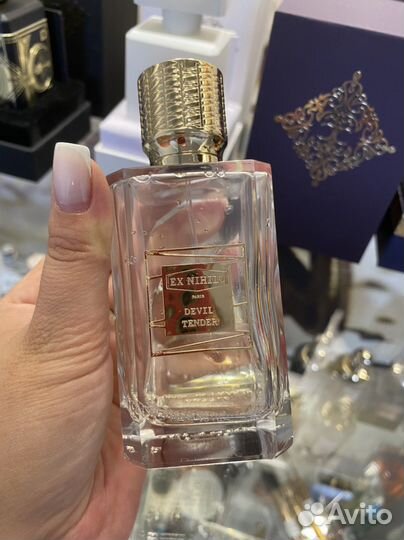 EX NIHILO
PARIS
DEVIL
TENDER
Avito